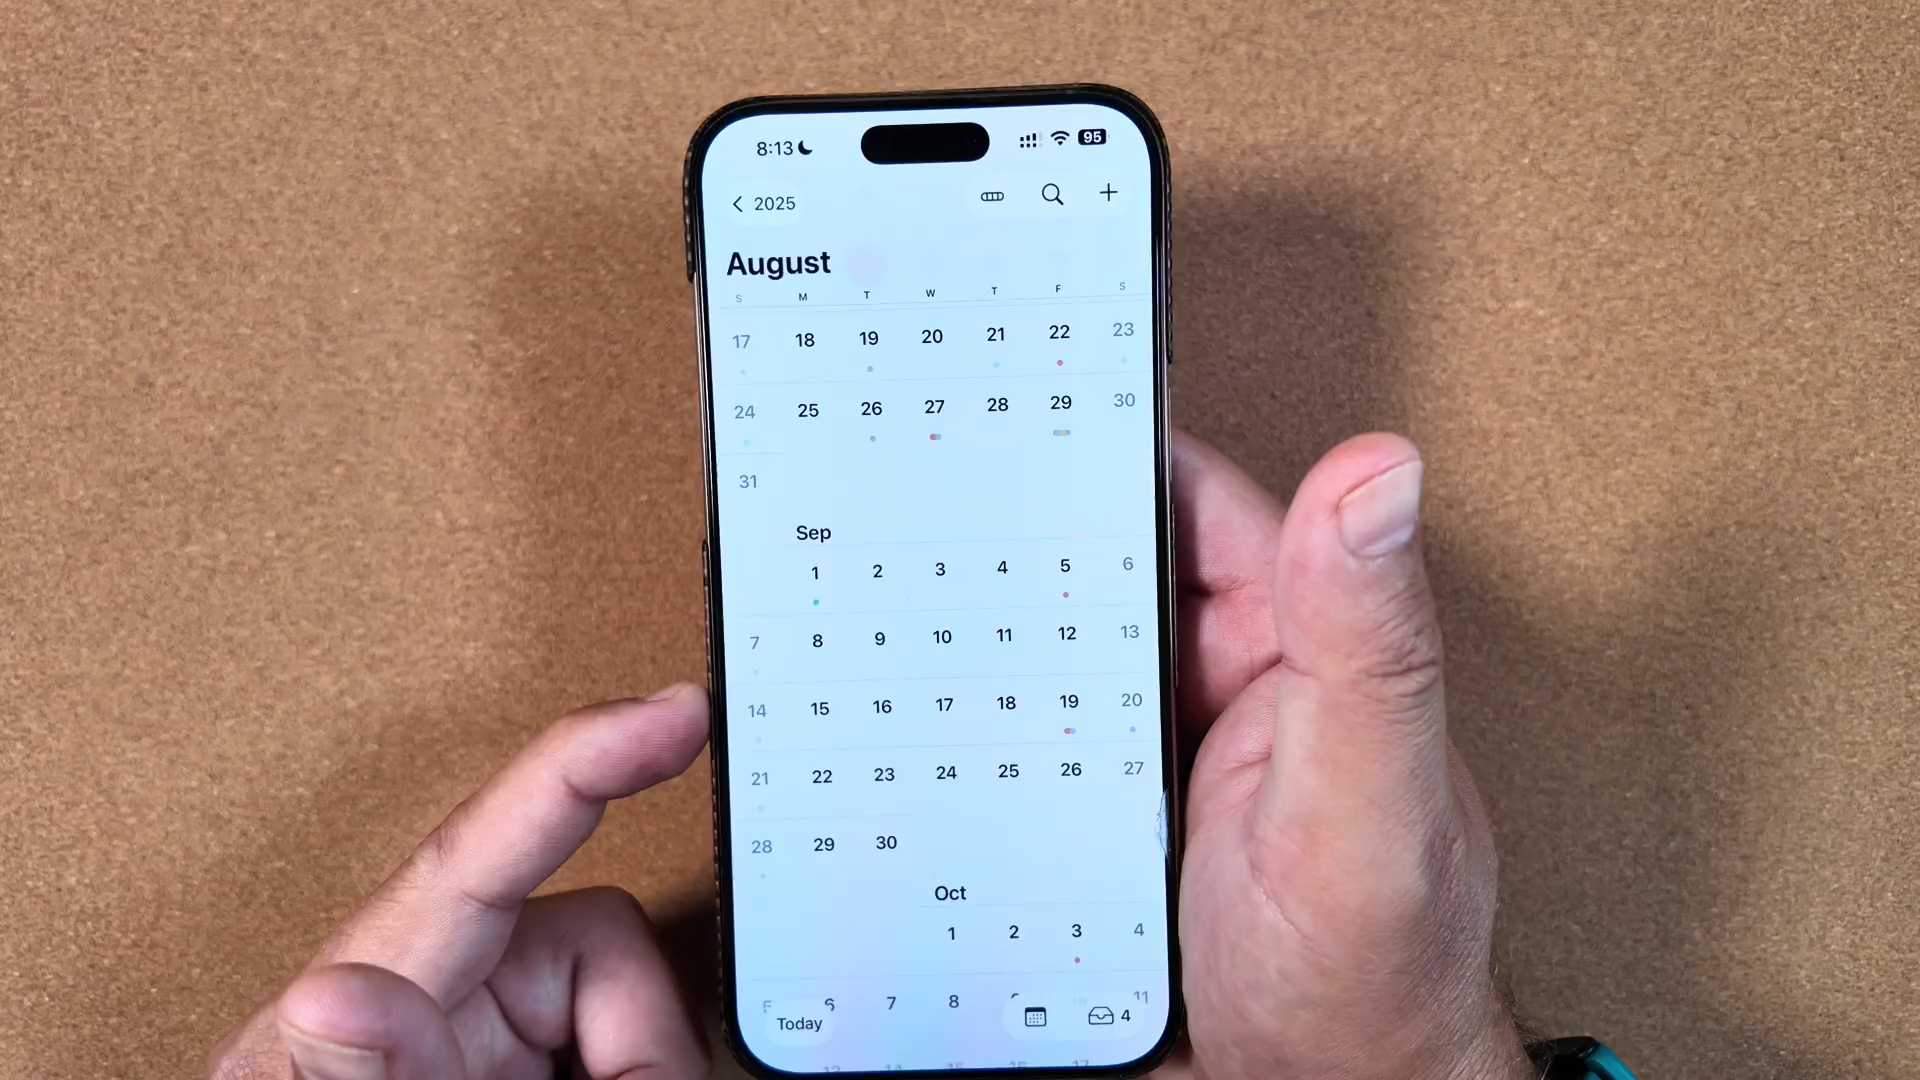 8:13 95
2025
August
S M T W T F S
17 18 19 20 21 22 23
24 25 26 27 28 29 30
31
Sep
1 2 3 4 5 6
7 8 9 10 11 12 13
14 15 16 17 18 19 20
21 22 23 24 25 26 27
28 29 30
Oct
1 2 3 4
6 7 8 11
Today 4